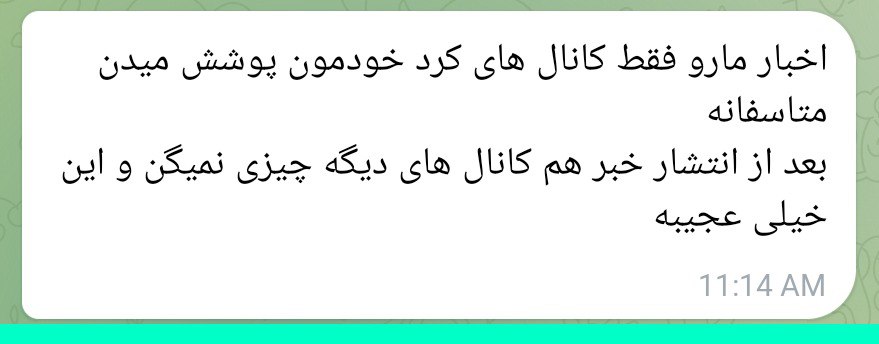 اخبار مارو فقط کانال های کرد خودمون پوشش میدن
متاسفانه
بعد از انتشار خبر هم کانال های دیگه چیزی نمیگن و این
خیلی عجیبه
11:14 AM